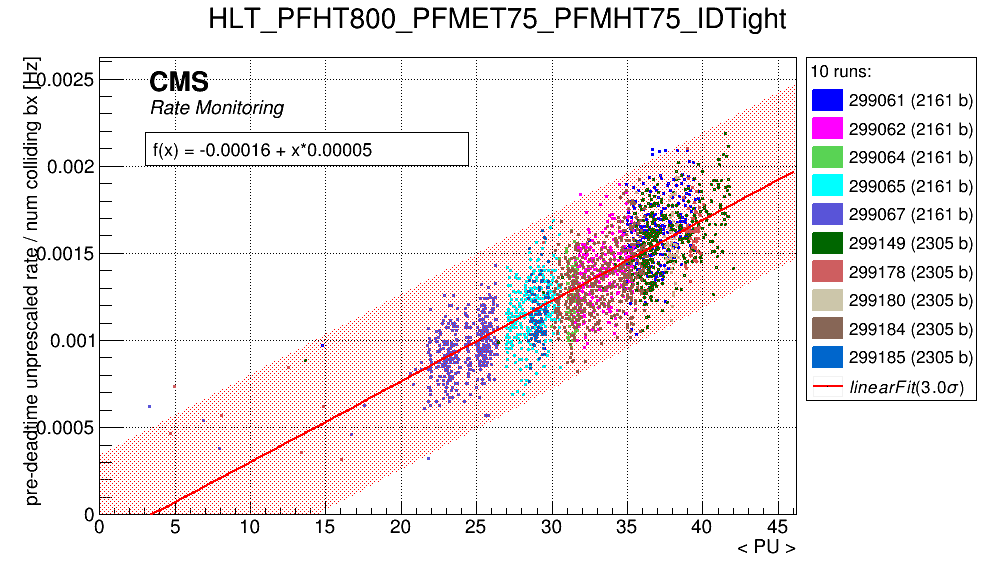 HLT_PFHT800_PFMET75_PFMHT75_IDTight
pre-deadtime unprescaled rate / num colliding bx [Hz]
CMS
Rate Monitoring
f(x) = -0.00016 + x*0.00005
0.0025
0.002
0.0015
0.001
0.0005
0
0 5 10 15 20 25 30 35 40 45
< PU >
10 runs:
299061 (2161 b)
299062 (2161 b)
299064 (2161 b)
299065 (2161 b)
299067 (2161 b)
299149 (2305 b)
299178 (2305 b)
299180 (2305 b)
299184 (2305 b)
299185 (2305 b)
linearFit(3.0σ)